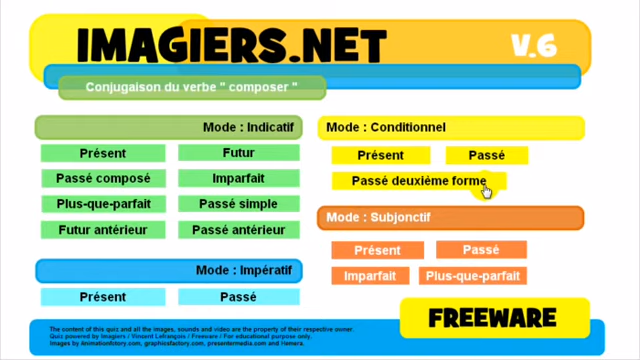 IMAGIERS.NET
V.6
Conjugaison du verbe " composer "
Mode : Indicatif
Présent
Futur
Passé composé
Imparfait
Plus-que-parfait
Passé simple
Futur antérieur
Passé antérieur
Mode : Impératif
Présent
Passé
Mode : Conditionnel
Présent
Passé
Passé deuxiéme forme
Mode : Subjonctif
Présent
Passé
Imparfait
Plus-que-parfait
FREEWARE
The content of this quiz and all the images, sounds and video are the property of their respective owner.
Quiz powered by Imagiers / Vincent Lefrançois / Freeware / For educational purpose only.
Images by Animationfctory.com, graphicsfactory.com, presentermedia.com and Hemera.